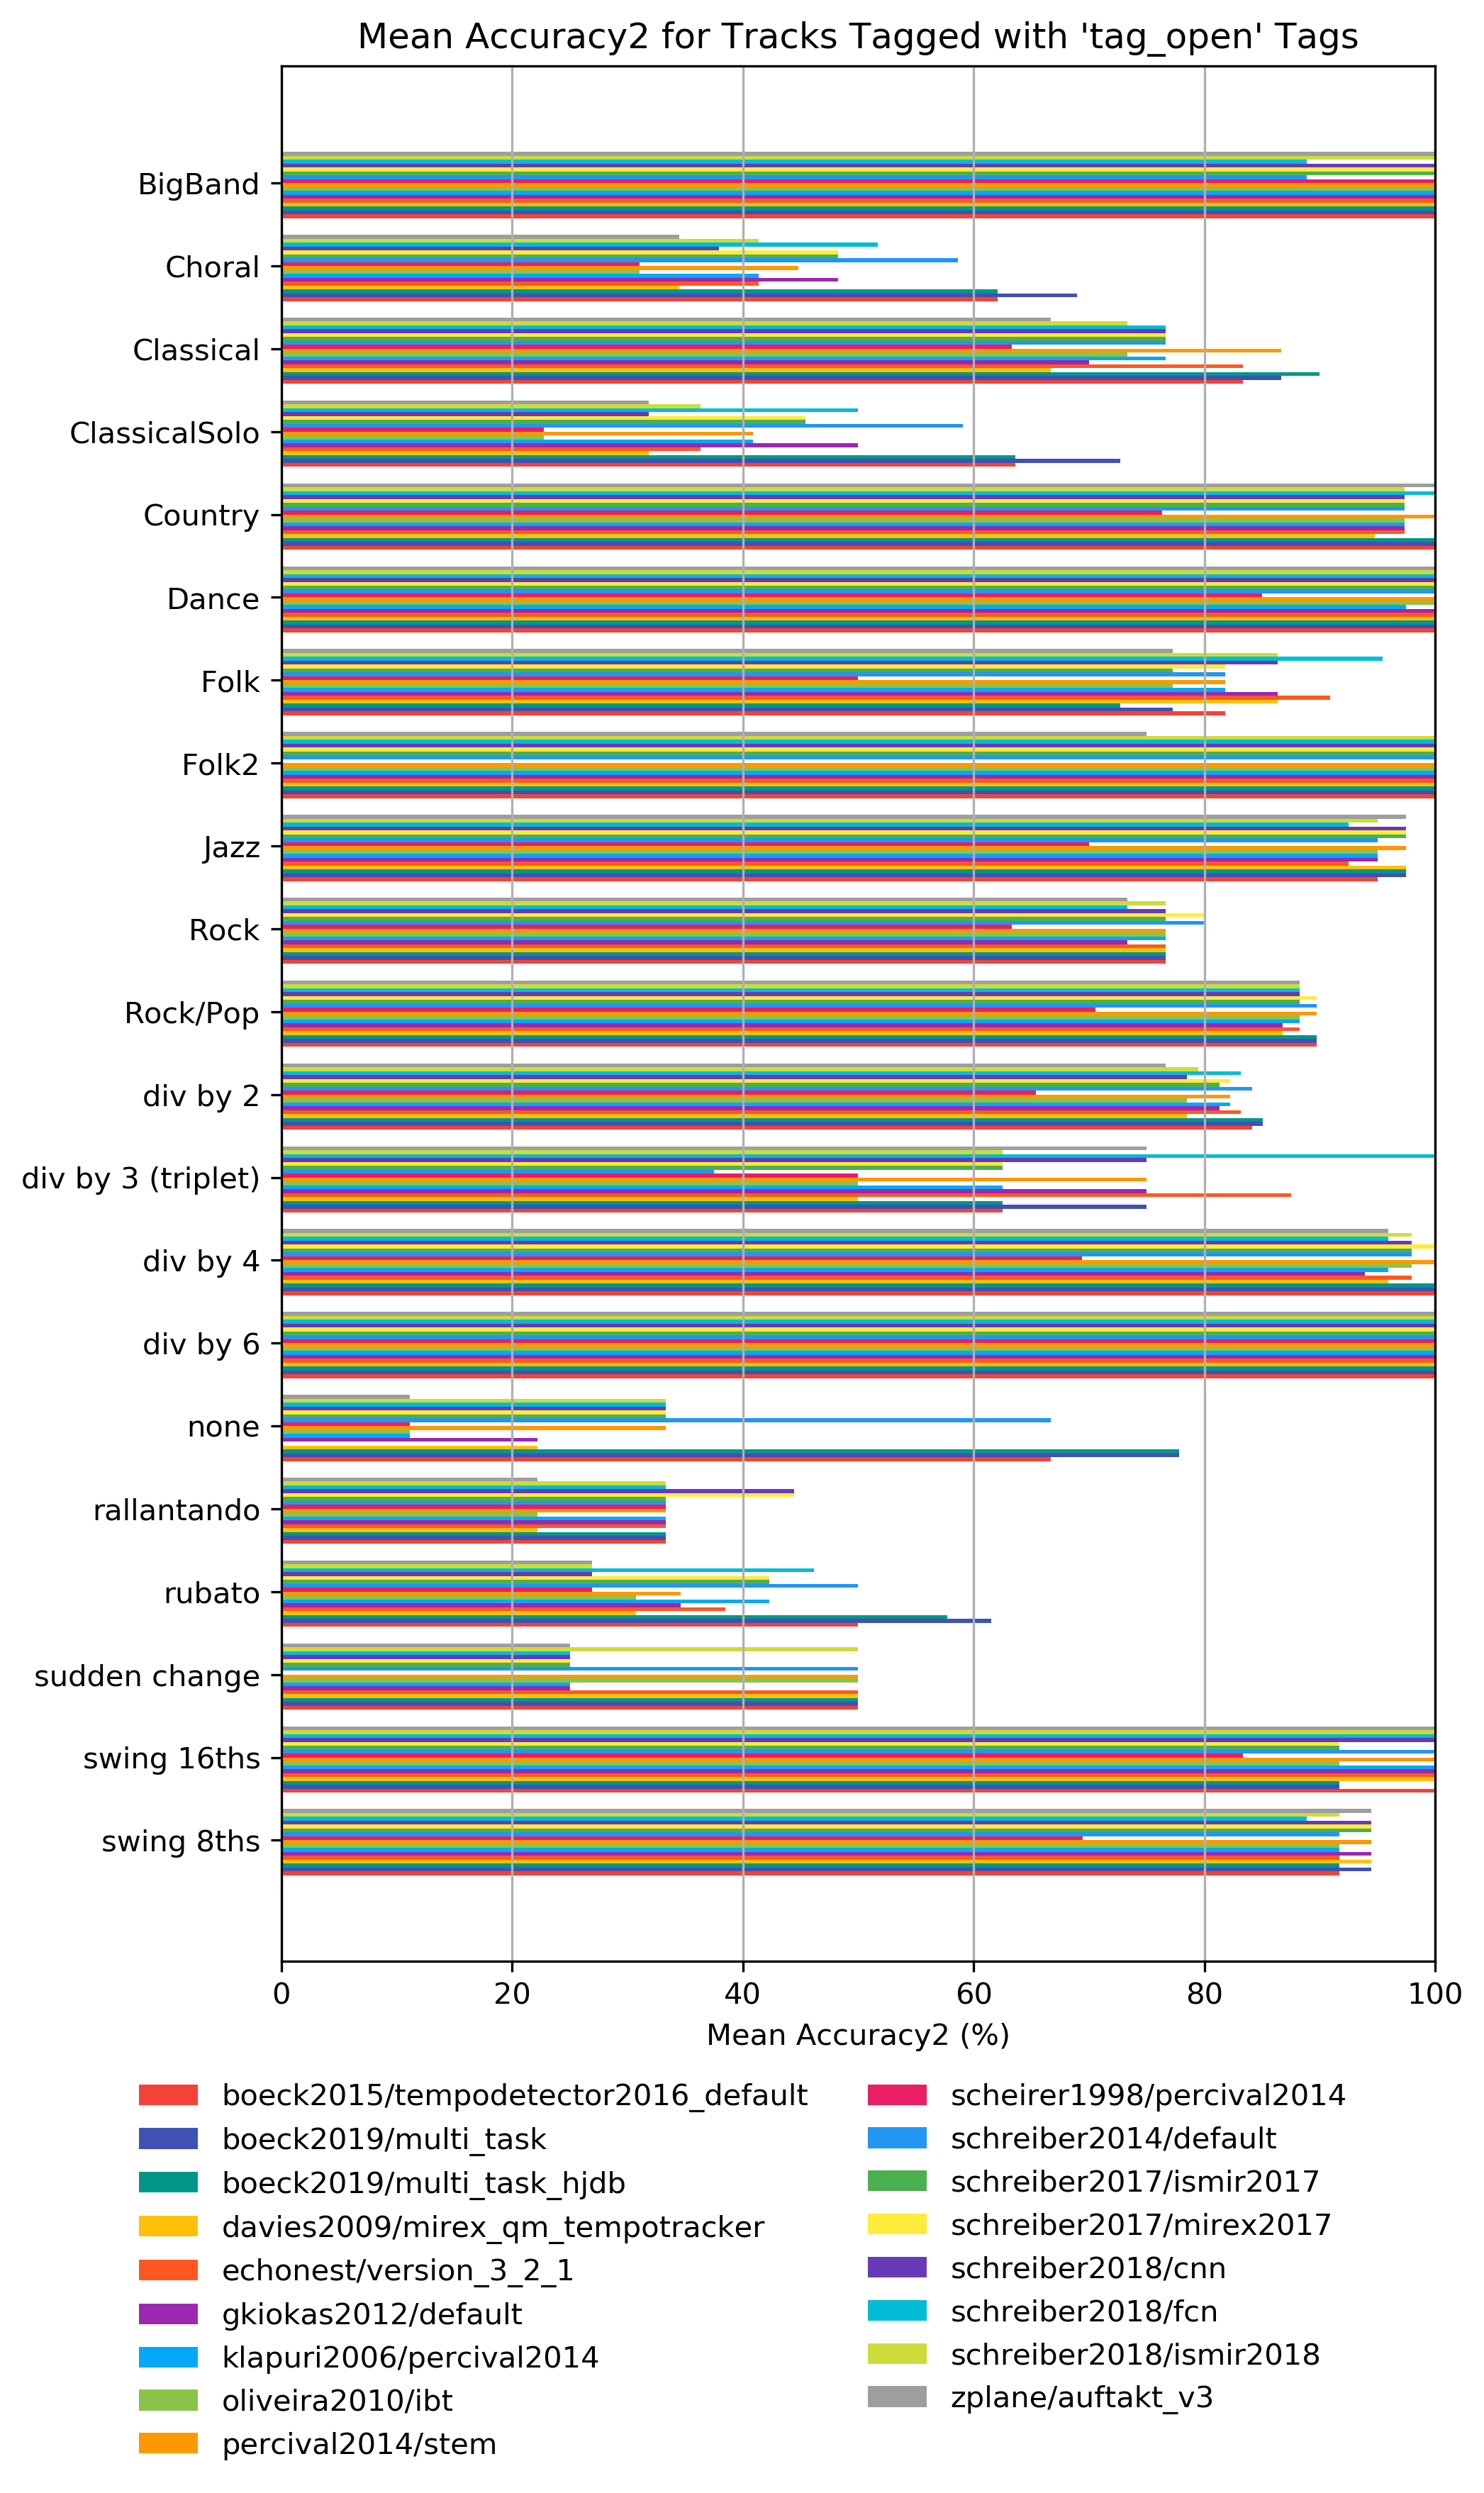 Mean Accuracy2 for Tracks Tagged with 'tag_open' Tags
BigBand
Choral
Classical
ClassicalSolo
Country
Dance
Folk
Folk2
Jazz
Rock
Rock/Pop
div by 2
div by 3 (triplet)
div by 4
div by 6
none
rallantando
rubato
sudden change
swing 16ths
swing 8ths
0 20 40 60 80 100
Mean Accuracy2 (%)
boeck2015/tempodetector2016_default
boeck2019/multi_task
boeck2019/multi_task_hjdb
davies2009/mirex_qm_tempotracker
echonest/version_3_2_1
gkiokas2012/default
klapuri2006/percival2014
oliveira2010/ibt
percival2014/stem
scheirer1998/percival2014
schreiber2014/default
schreiber2017/ismir2017
schreiber2017/mirex2017
schreiber2018/cnn
schreiber2018/fcn
schreiber2018/ismir2018
zplane/auftakt_v3